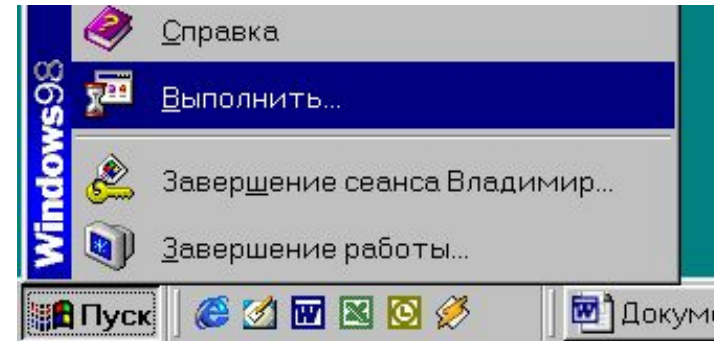 Справка
Выполнить...
Завершение сеанса Владимир...
Завершение работы...
Windows98
Пуск
Докум